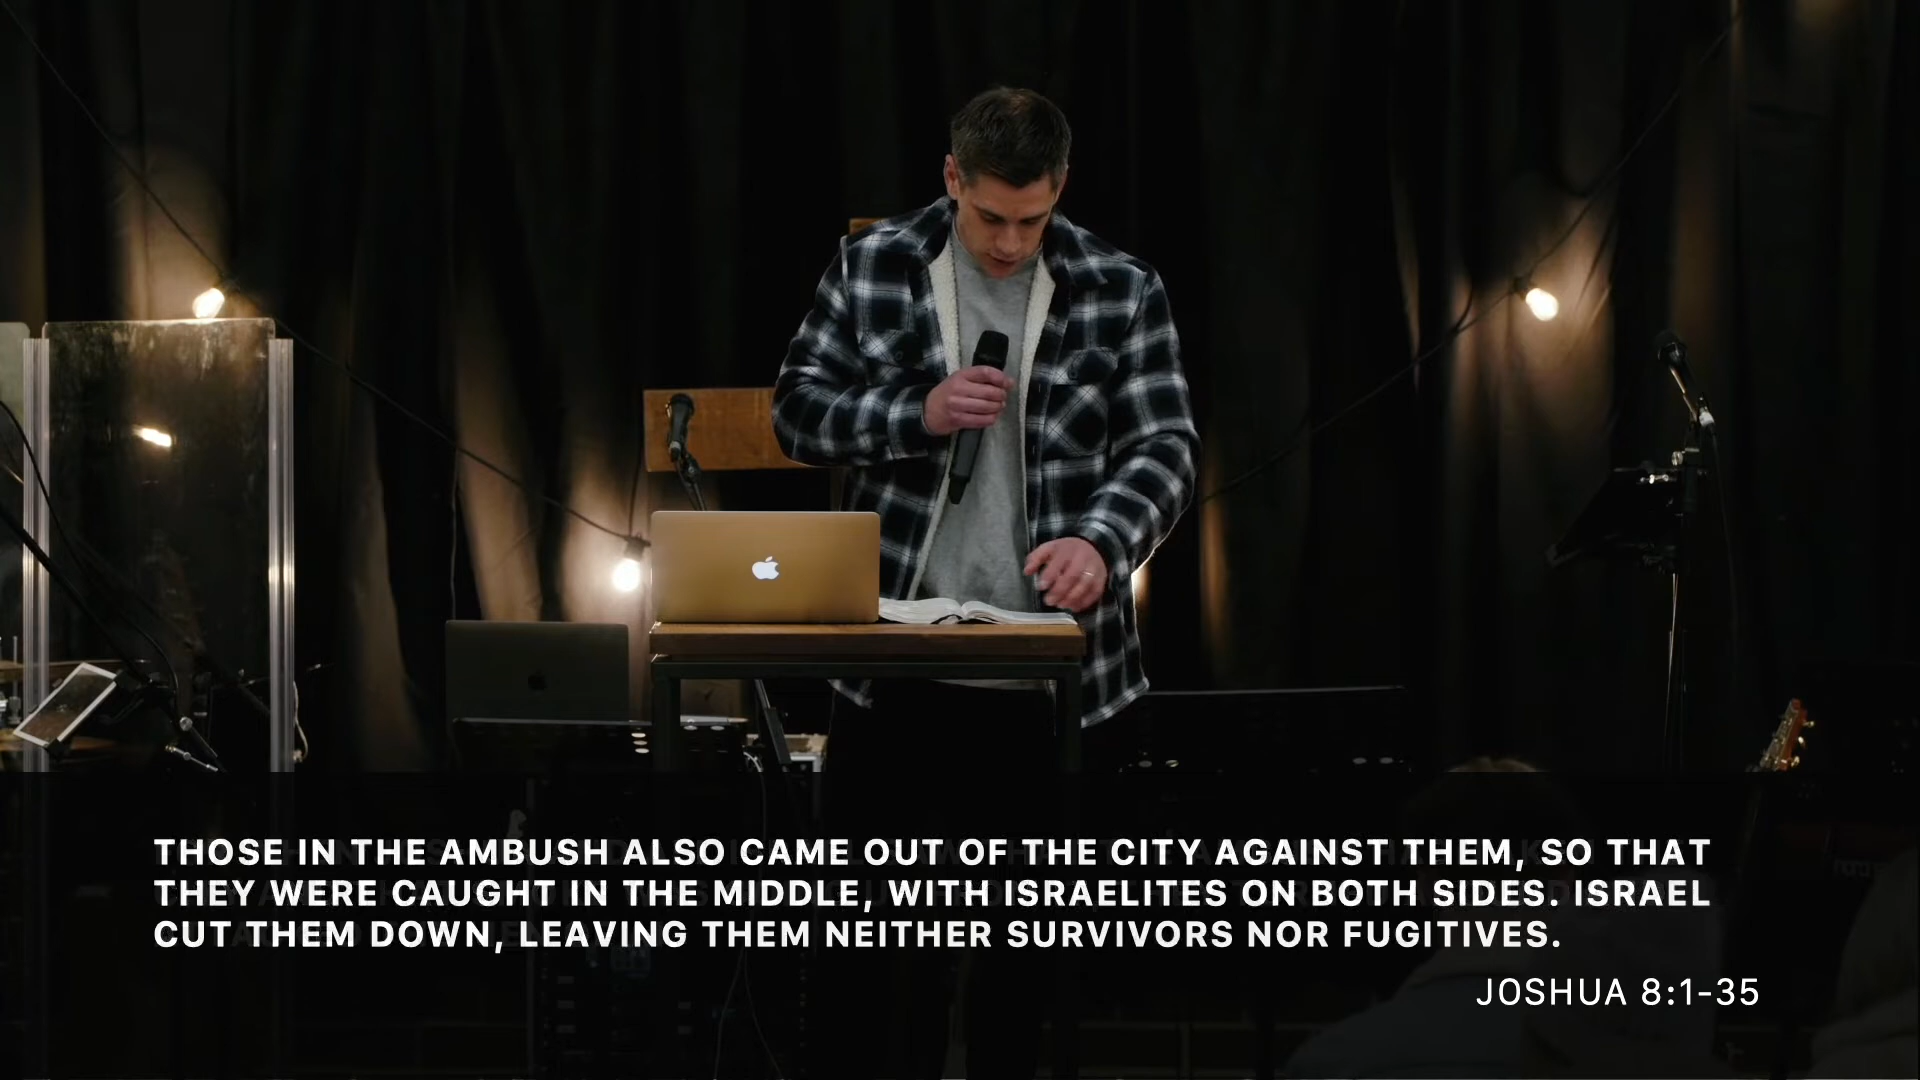 THOSE IN THE AMBUSH ALSO CAME OUT OF THE CITY AGAINST THEM, SO THAT
THEY WERE CAUGHT IN THE MIDDLE, WITH ISRAELITES ON BOTH SIDES. ISRAEL
CUT THEM DOWN, LEAVING THEM NEITHER SURVIVORS NOR FUGITIVES.
JOSHUA 8:1-35